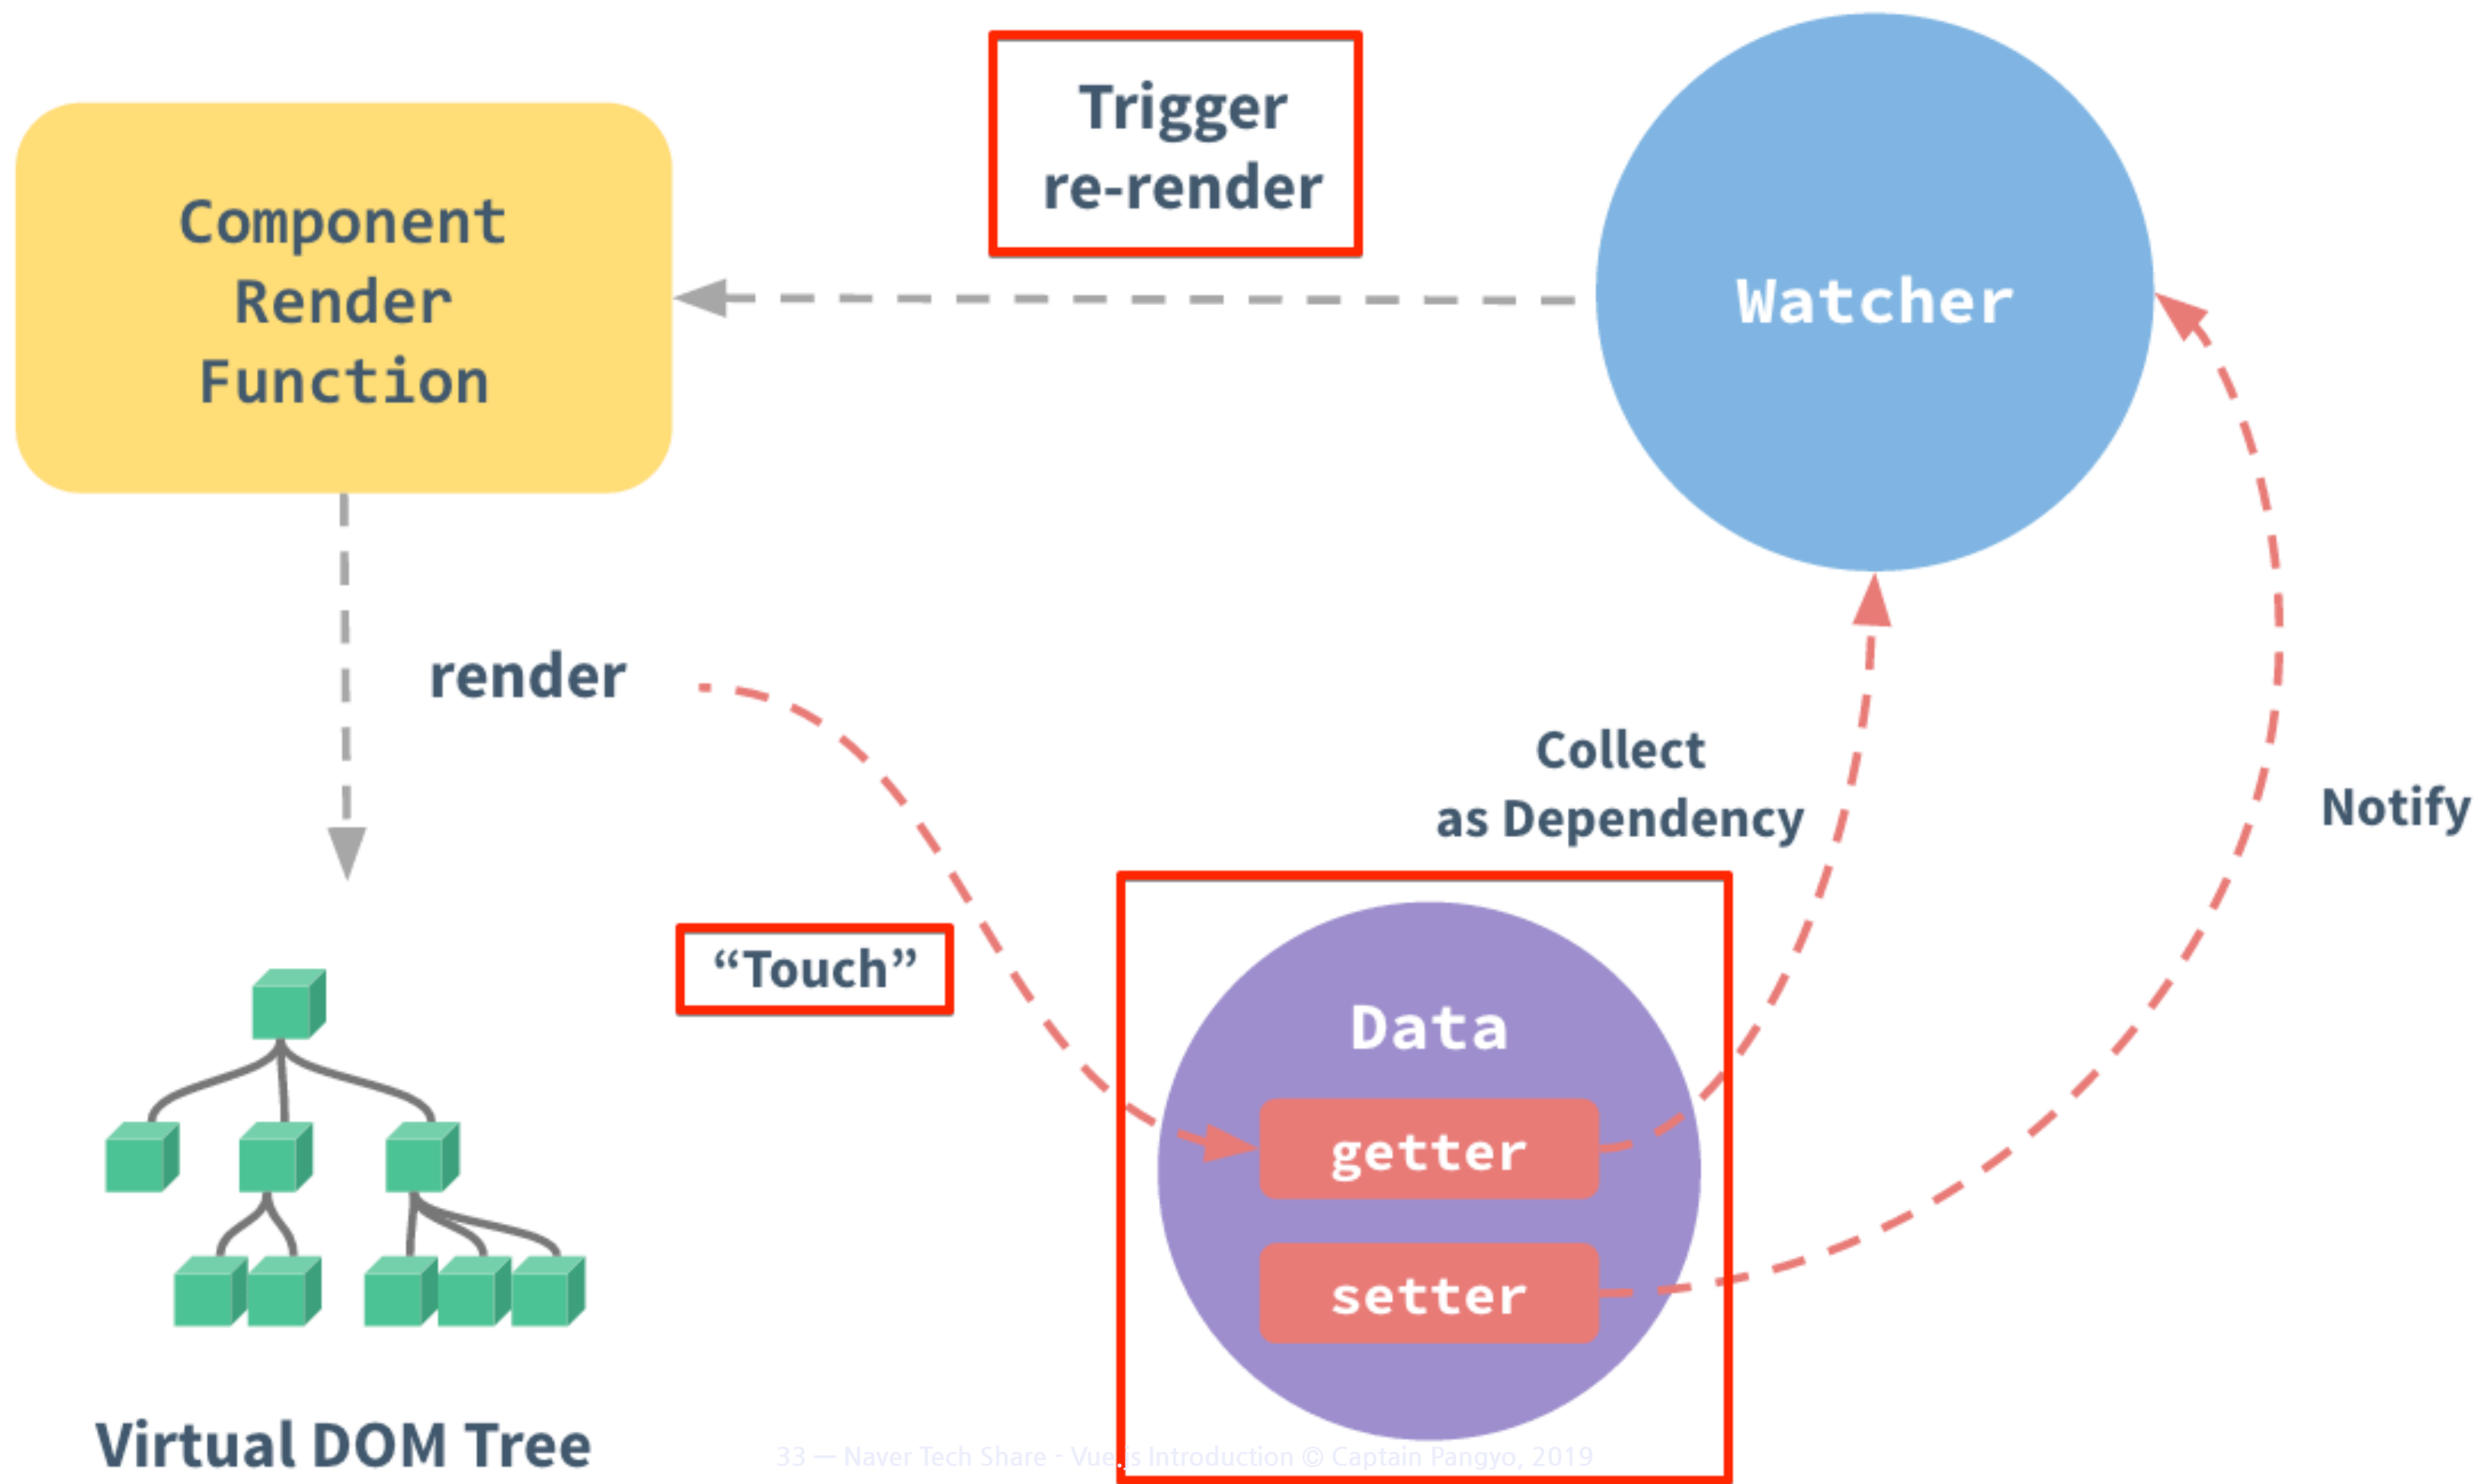 Trigger
re-render
Component
Render
Function
Watcher
render
Collect
as Dependency
Notify
“Touch”
Data
getter
setter
Virtual DOM Tree
33 — Naver Tech Share - Vue.js Introduction © Captain Pangyo, 2019